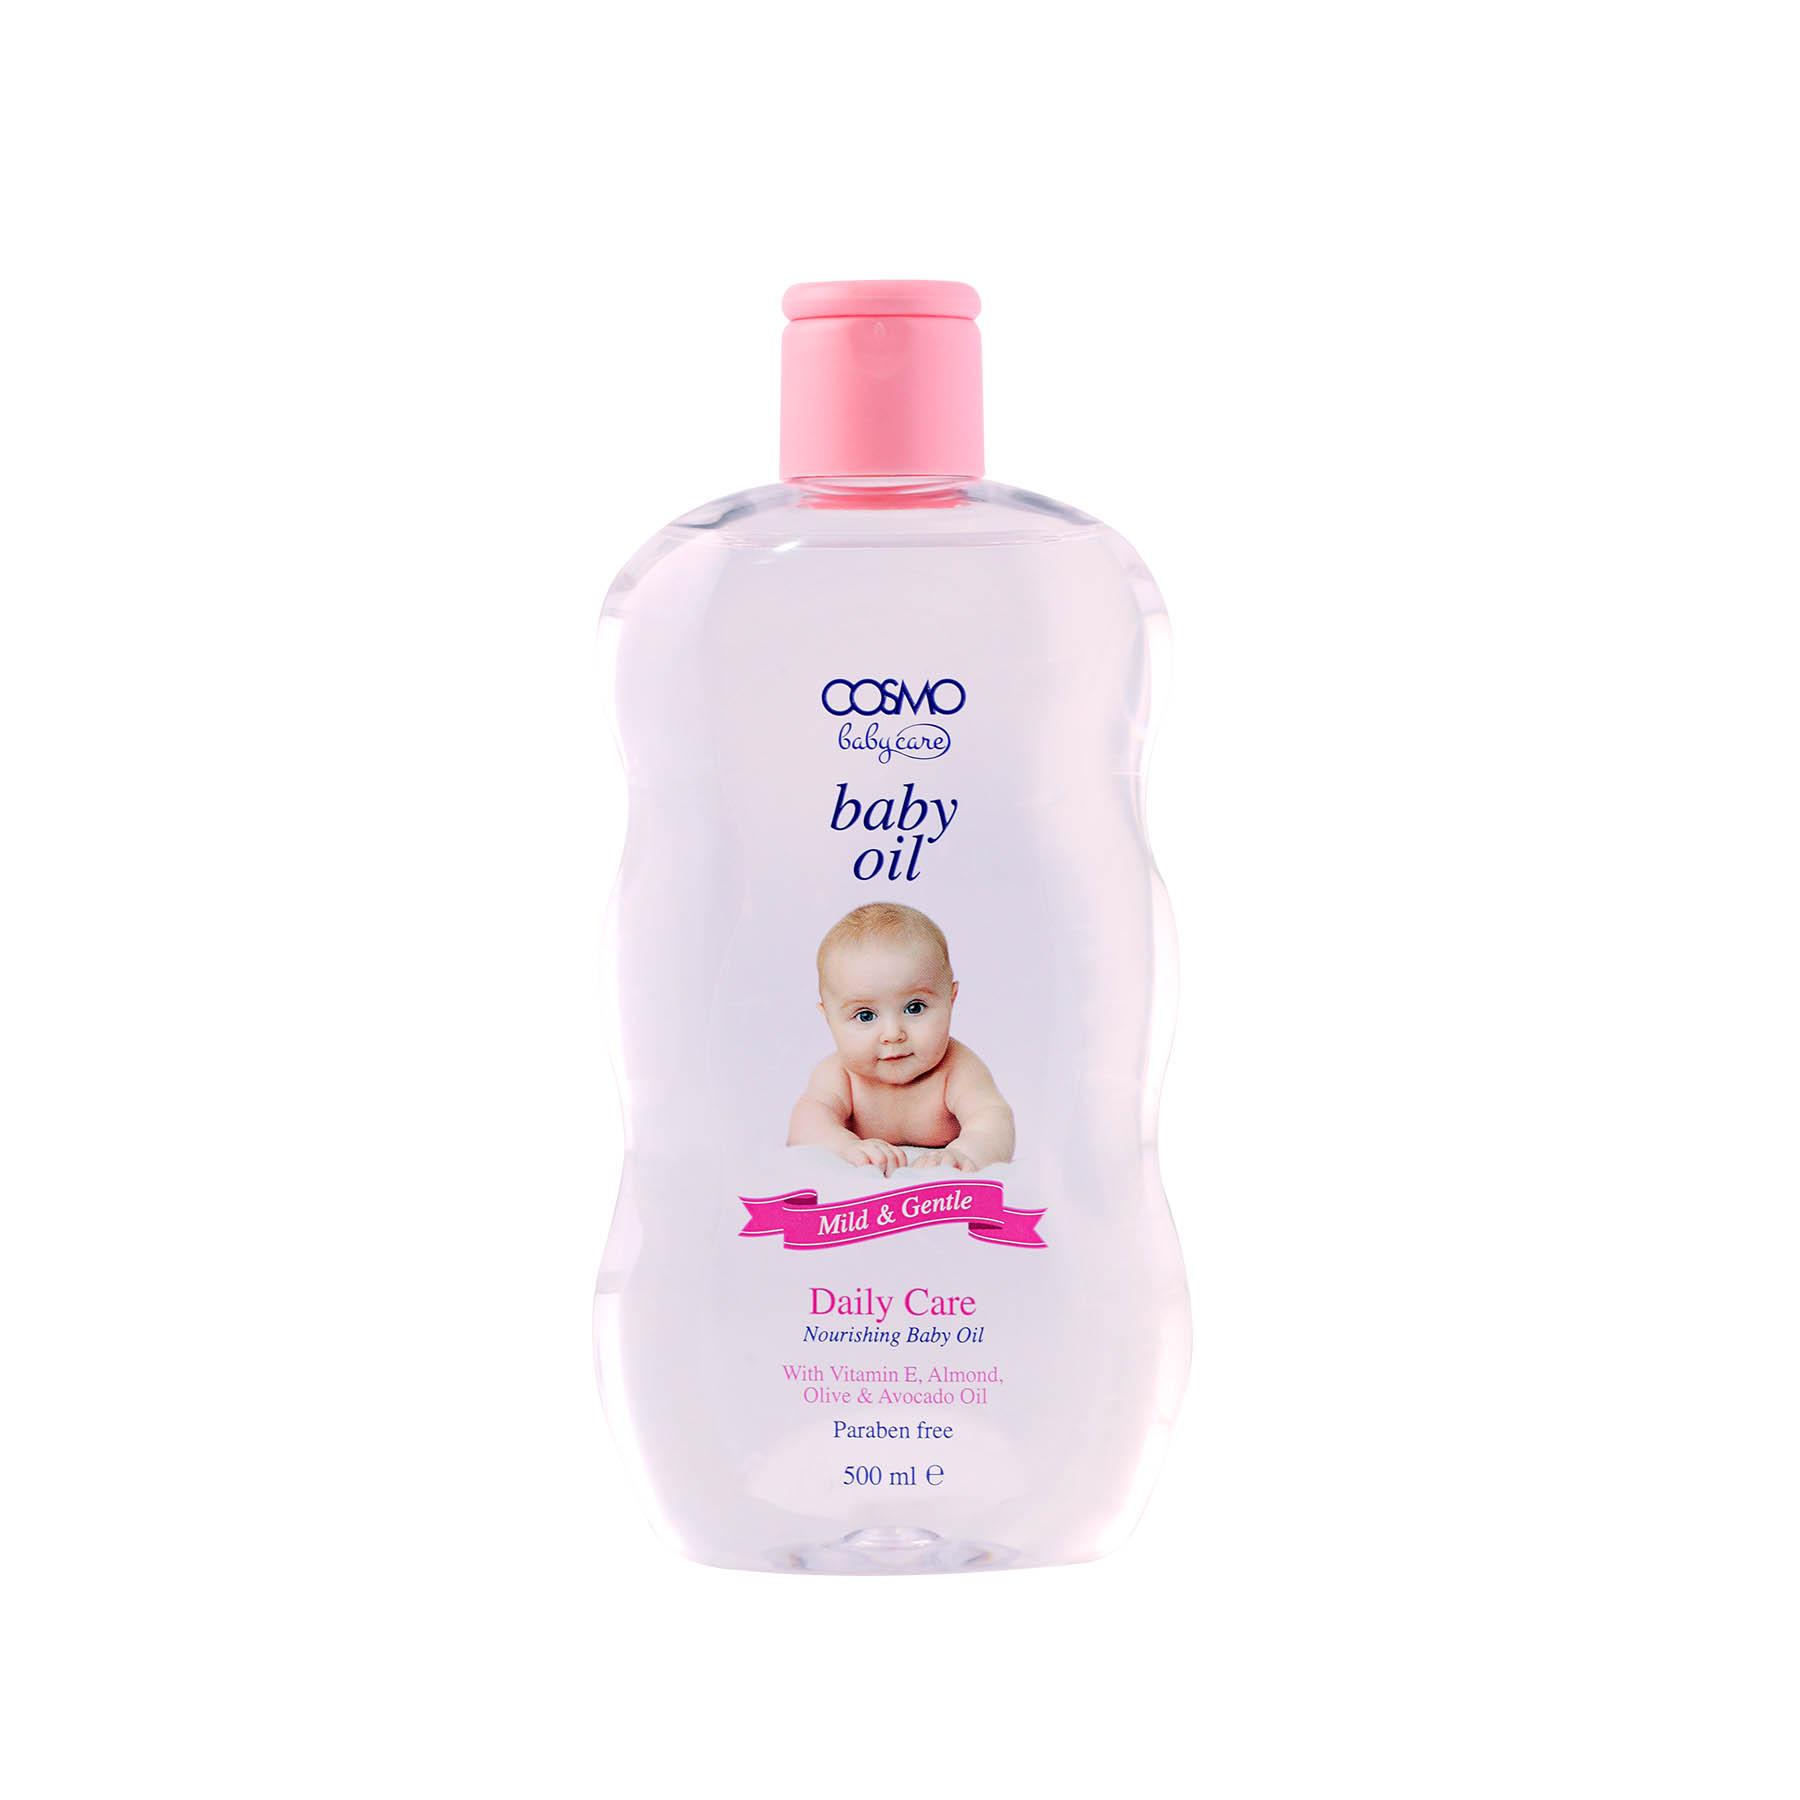 COSMO
baby care
baby
oil
Mild & Gentle
Daily Care
Nourishing Baby Oil
With Vitamin E, Almond,
Olive & Avocado Oil
Paraben free
500 ml ℮